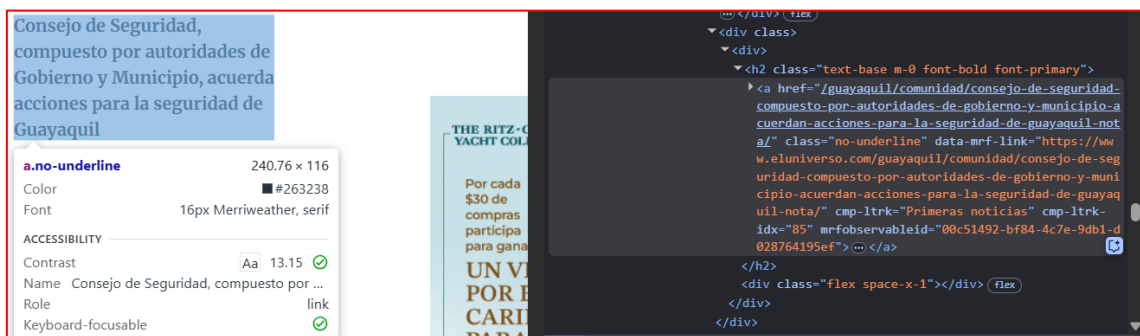 Consejo de Seguridad,
compuesto por autoridades de
Gobierno y Municipio, acuerda
acciones para la seguridad de
Guayaquil
a.no-underline 240.76 × 116
Color #263238
Font 16px Merriweather, serif
ACCESSIBILITY
Contrast Aa 13.15
Name Consejo de Seguridad, compuesto por ...
Role link
Keyboard-focusable
THE RITZ-C
YACHT COL
Por cada
$30 de
compras
participa
para gana
UN VI
POR E
CARI
PARA
</div> flex
<div class>
<div>
<h2 class="text-base m-0 font-bold font-primary">
<a href="/guayaquil/comunidad/consejo-de-seguridad-
compuesto-por-autoridades-de-gobierno-y-municipio-a
cuerdan-acciones-para-la-seguridad-de-guayaquil-not
a/" class="no-underline" data-mrf-link="https://ww
w.eluniverso.com/guayaquil/comunidad/consejo-de-seg
uridad-compuesto-por-autoridades-de-gobierno-y-muni
cipio-acuerdan-acciones-para-la-seguridad-de-guayaq
uil-nota/" cmp-ltrk="Primeras noticias" cmp-ltrk-
idx="85" mrfobservableid="00c51492-bf84-4c7e-9db1-d
028764195ef">… </a>
</h2>
<div class="flex space-x-1"></div> flex
</div>
</div>